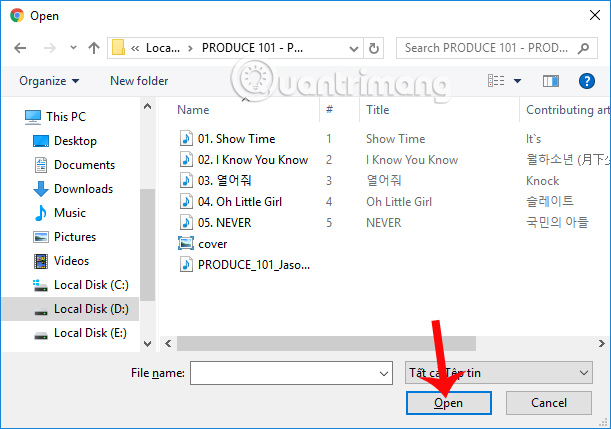 Open
Loca... PRODUCE 101 - P...
Search PRODUCE 101 - PROD...
Organize New folder
Quantrimang
Name # Title Contributing art
This PC
Desktop
Documents
Downloads
Music
Pictures
Videos
Local Disk (C:)
Local Disk (D:)
Local Disk (E:)
01. Show Time 1 Show Time It`s
02. I Know You Know 2 I Know You Know 월하소년 (月下少
03. 열어줘 3 열어줘 Knock
04. Oh Little Girl 4 Oh Little Girl 슬레이트
05. NEVER 5 NEVER 국민의 아들
cover
PRODUCE_101_Jaso...
File name:
Tất cả Tệp tin
Open Cancel